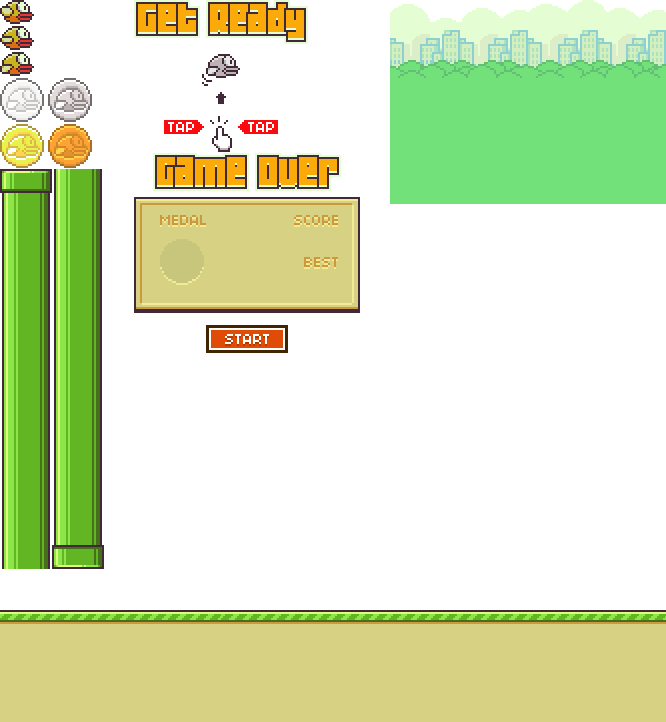 Get Ready
TAP TAP
Game Over
MEDAL SCORE
BEST
START